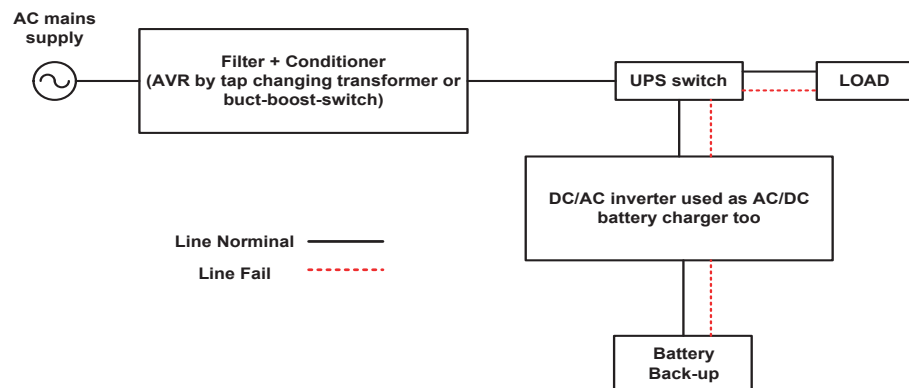 AC mains
supply
Filter + Conditioner
(AVR by tap changing transformer or
buct-boost-switch)
UPS switch
LOAD
DC/AC inverter used as AC/DC
battery charger too
Line Norminal
Line Fail
Battery
Back-up